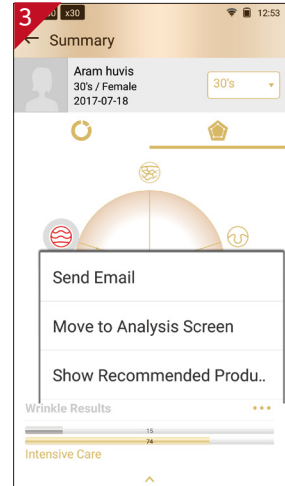 3
x30
12:53
← Summary
Aram huvis
30's / Female
2017-07-18
30's
Send Email
Move to Analysis Screen
Show Recommended Produ..
Wrinkle Results
15
74
Intensive Care